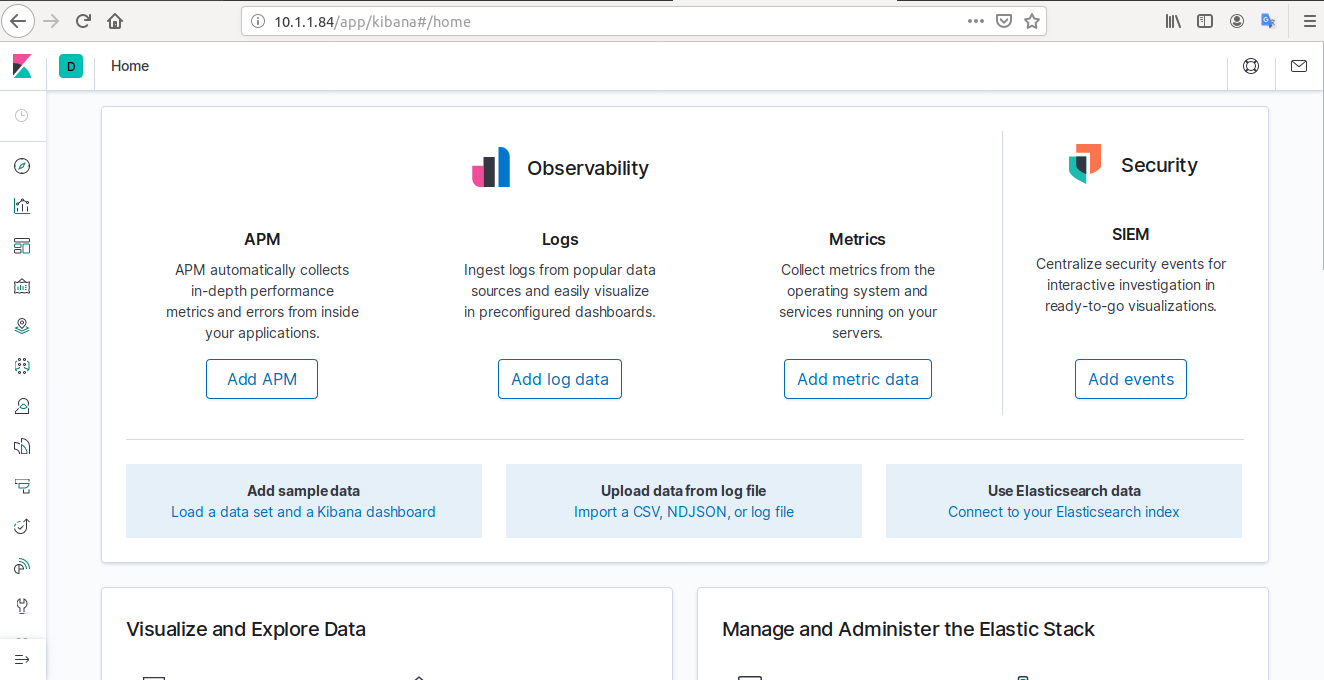 10.1.1.84/app/kibana#/home
D
Home
Observability
Security
APM
APM automatically collects
in-depth performance
metrics and errors from inside
your applications.
Add APM
Logs
Ingest logs from popular data
sources and easily visualize
in preconfigured dashboards.
Add log data
Metrics
Collect metrics from the
operating system and
services running on your
servers.
Add metric data
SIEM
Centralize security events for
interactive investigation in
ready-to-go visualizations.
Add events
Add sample data
Load a data set and a Kibana dashboard
Upload data from log file
Import a CSV, NDJSON, or log file
Use Elasticsearch data
Connect to your Elasticsearch index
Visualize and Explore Data
Manage and Administer the Elastic Stack